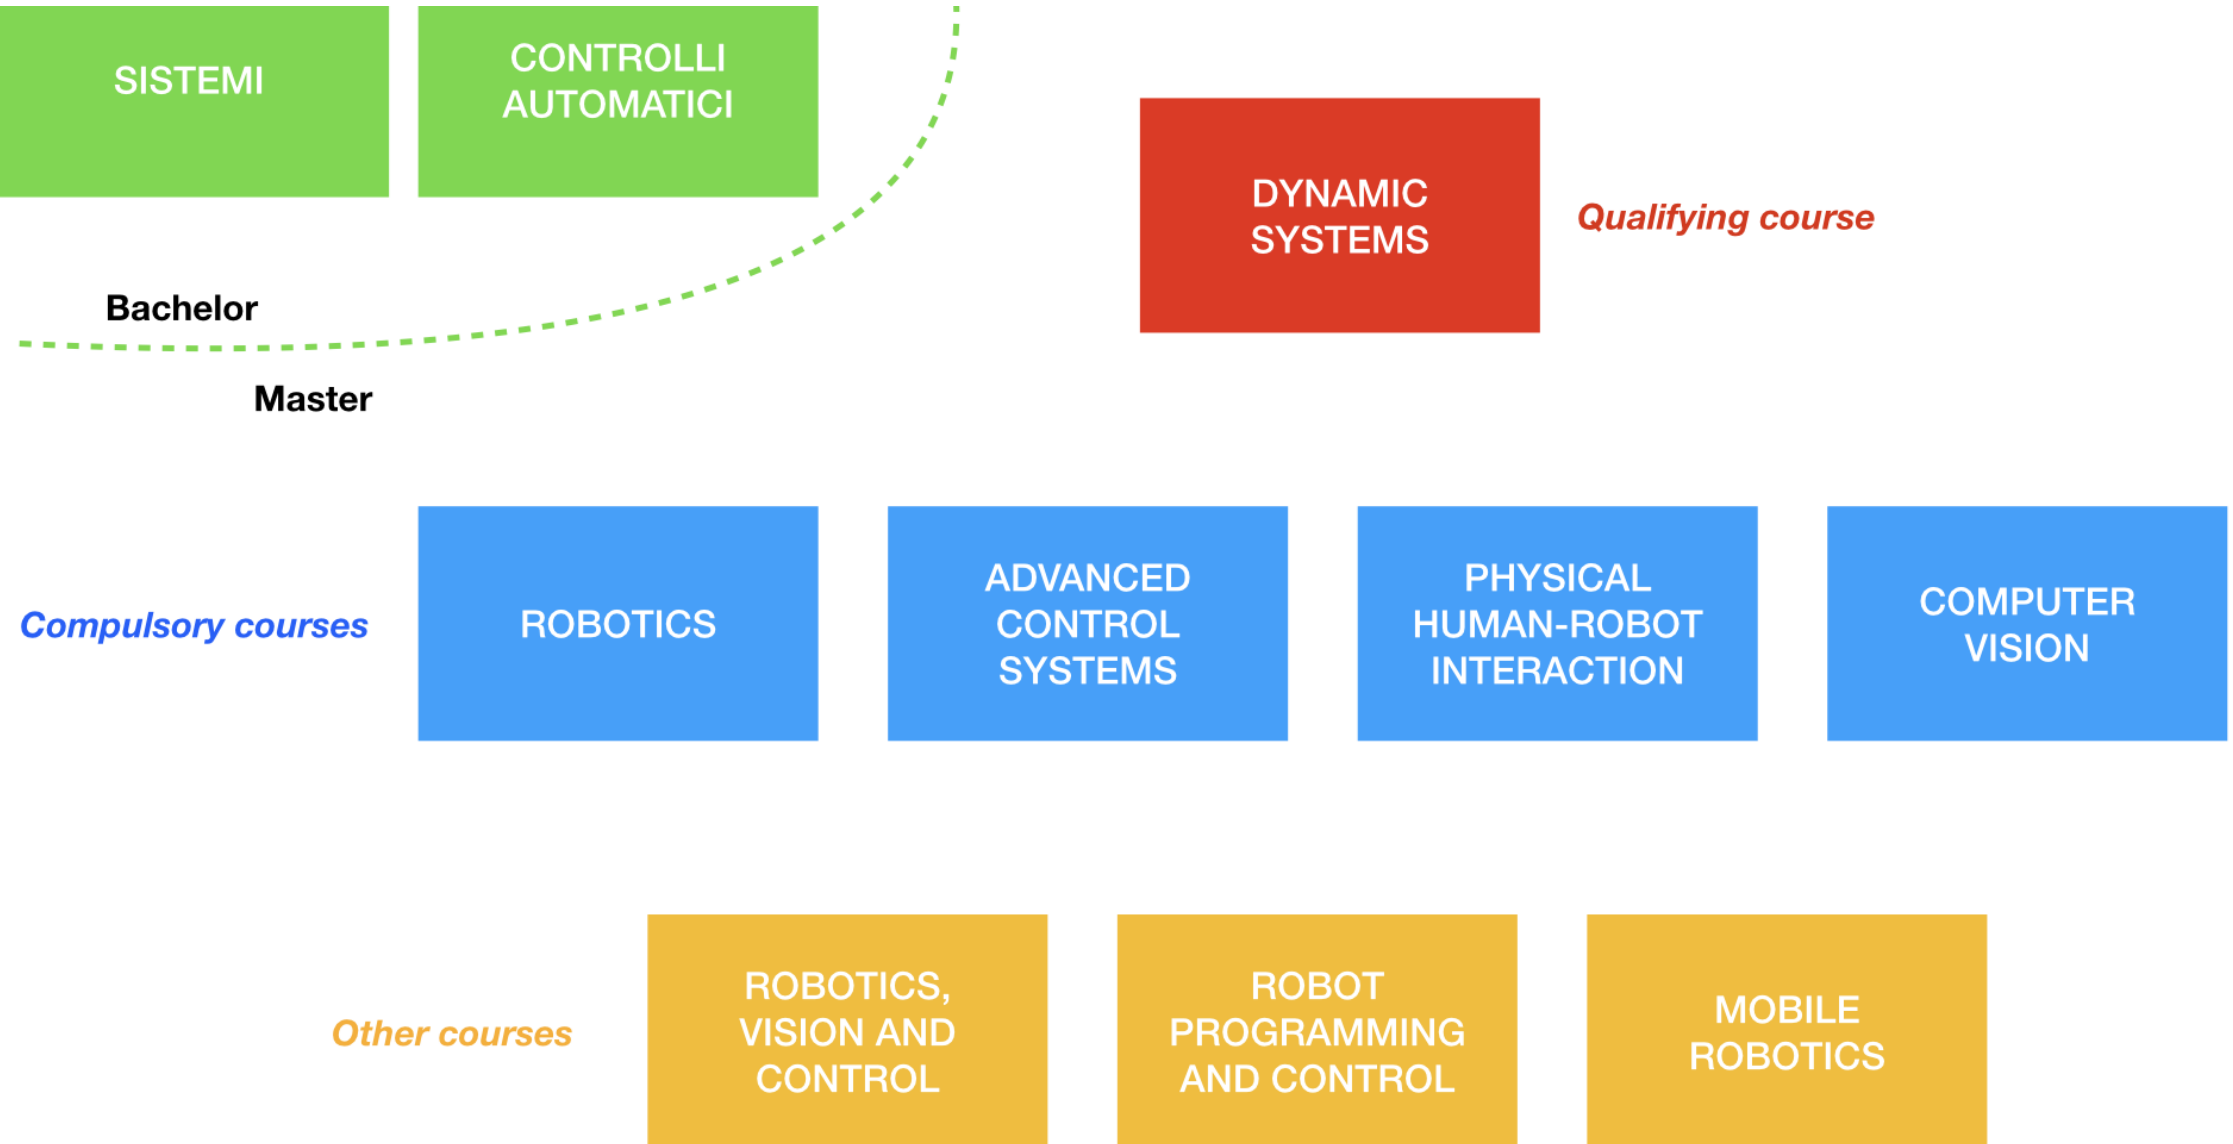 SISTEMI
CONTROLLI
AUTOMATICI
DYNAMIC
SYSTEMS
Qualifying course
Bachelor
Master
Compulsory courses
ROBOTICS
ADVANCED
CONTROL
SYSTEMS
PHYSICAL
HUMAN-ROBOT
INTERACTION
COMPUTER
VISION
Other courses
ROBOTICS,
VISION AND
CONTROL
ROBOT
PROGRAMMING
AND CONTROL
MOBILE
ROBOTICS